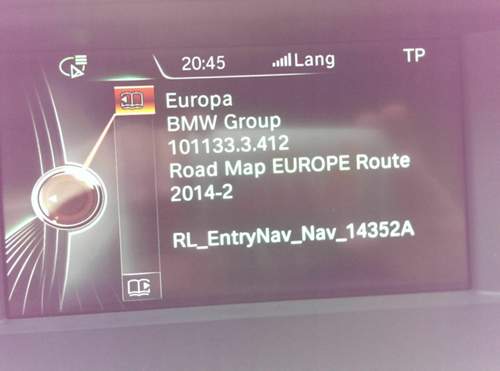 20:45 Lang TP
Europa
BMW Group
101133.3.412
Road Map EUROPE Route
2014-2
RL_EntryNav_Nav_14352A